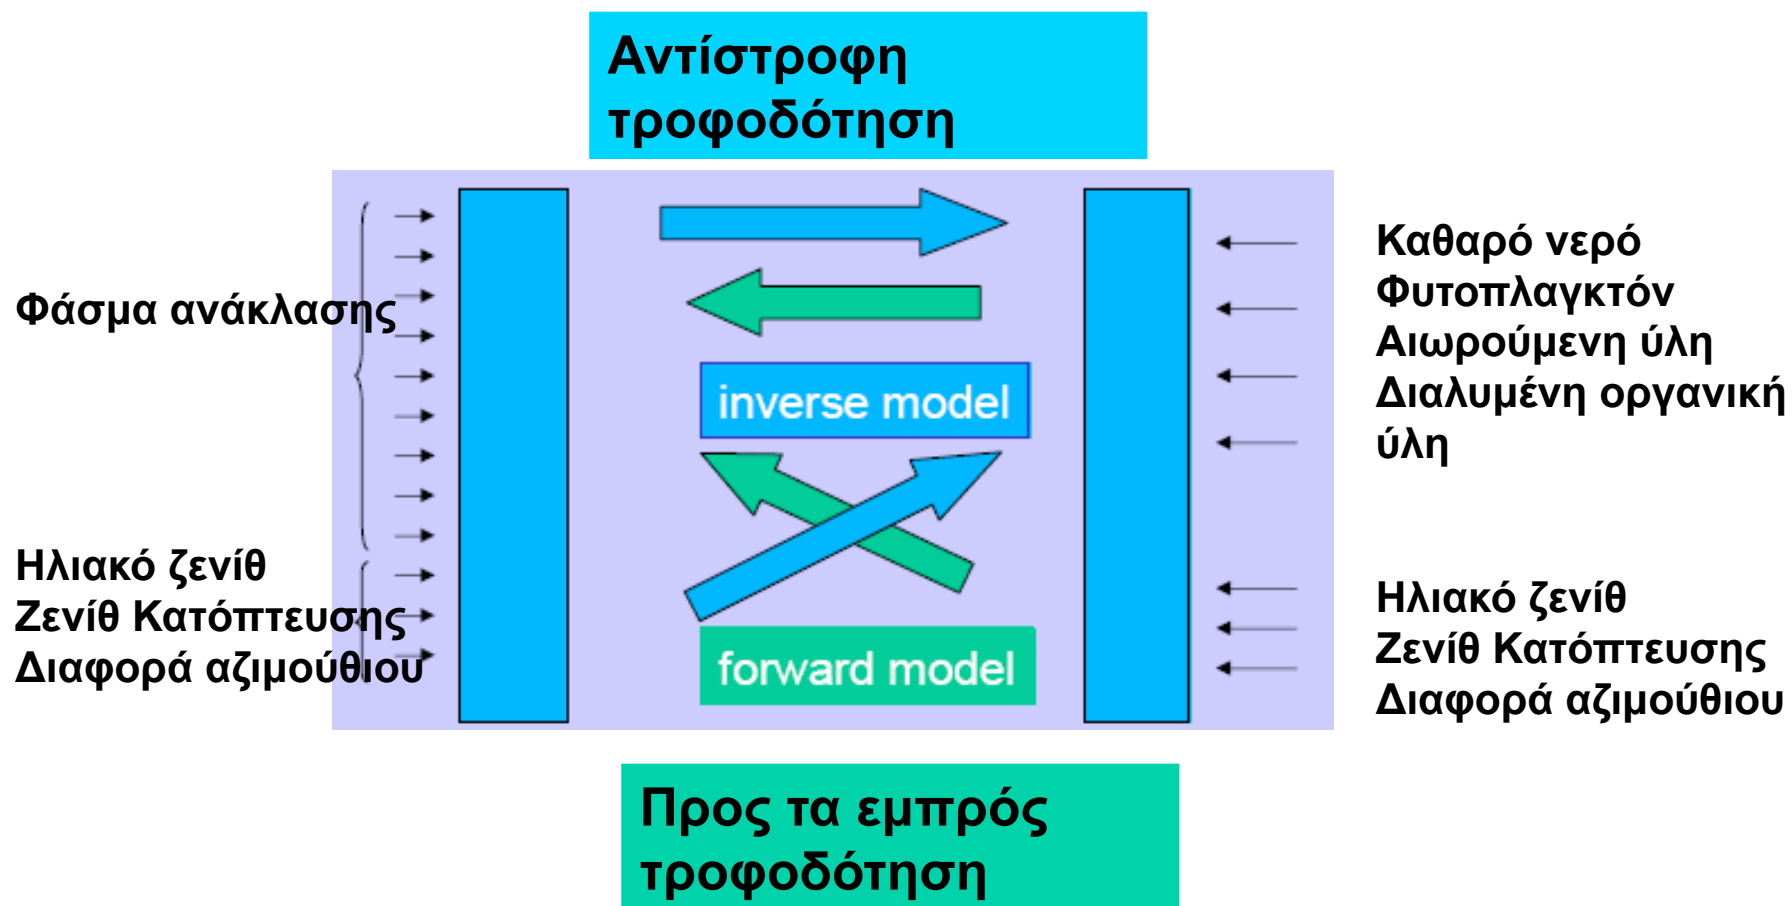 Αντίστροφη
τροφοδότηση
Φάσμα ανάκλασης
Ηλιακό ζενίθ
Ζενίθ Κατόπτευσης
Διαφορά αζιμούθιου
inverse model
forward model
Καθαρό νερό
Φυτοπλαγκτόν
Αιωρούμενη ύλη
Διαλυμένη οργανική
ύλη
Ηλιακό ζενίθ
Ζενίθ Κατόπτευσης
Διαφορά αζιμούθιου
Προς τα εμπρός
τροφοδότηση